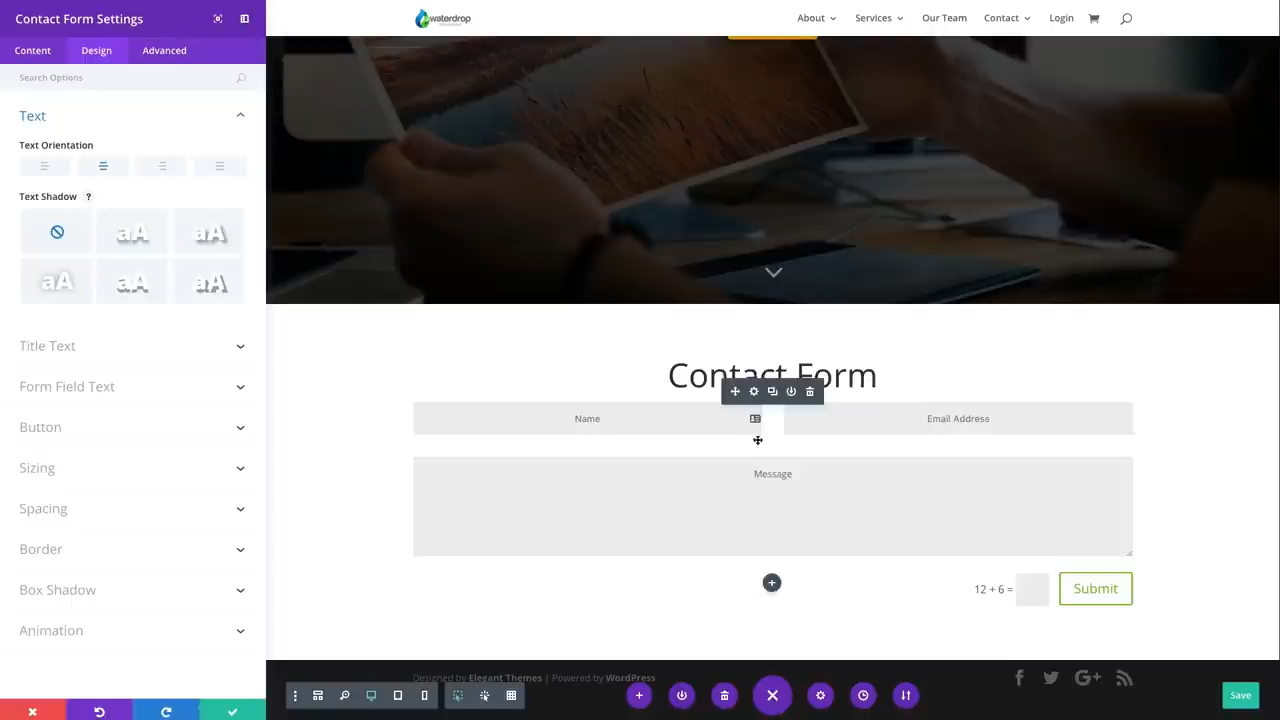 Contact Form Settings
Content
Design
Advanced
Search Options
Text
Text Orientation
Text Shadow ?
aA
aA
aA
aA
aA
Title Text
Form Field Text
Button
Sizing
Spacing
Border
Box Shadow
Animation
waterdrop
About
Services
Our Team
Contact
Login
Contact Form
Name
Email Address
Message
12 + 6 =
Submit
Designed by Elegant Themes | Powered by WordPress
Save